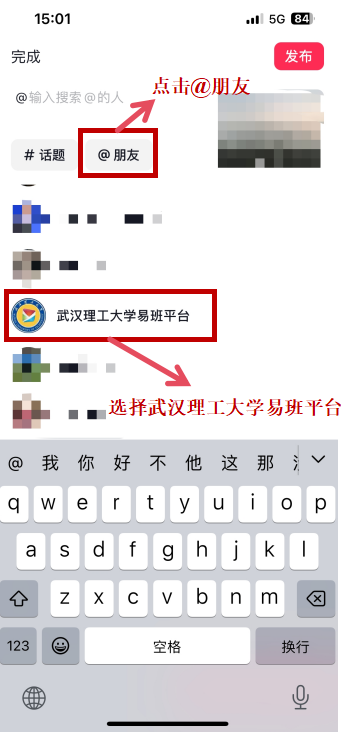 15:01
5G 84
完成
发布
@输入搜索@的人
点击@朋友
# 话题
@ 朋友
武汉理工大学易班平台
选择武汉理工大学易班平台
@ 我 你 好 不 他 这 那
q w e r t y u i o p
a s d f g h j k l
z x c v b n m
123
空格
换行